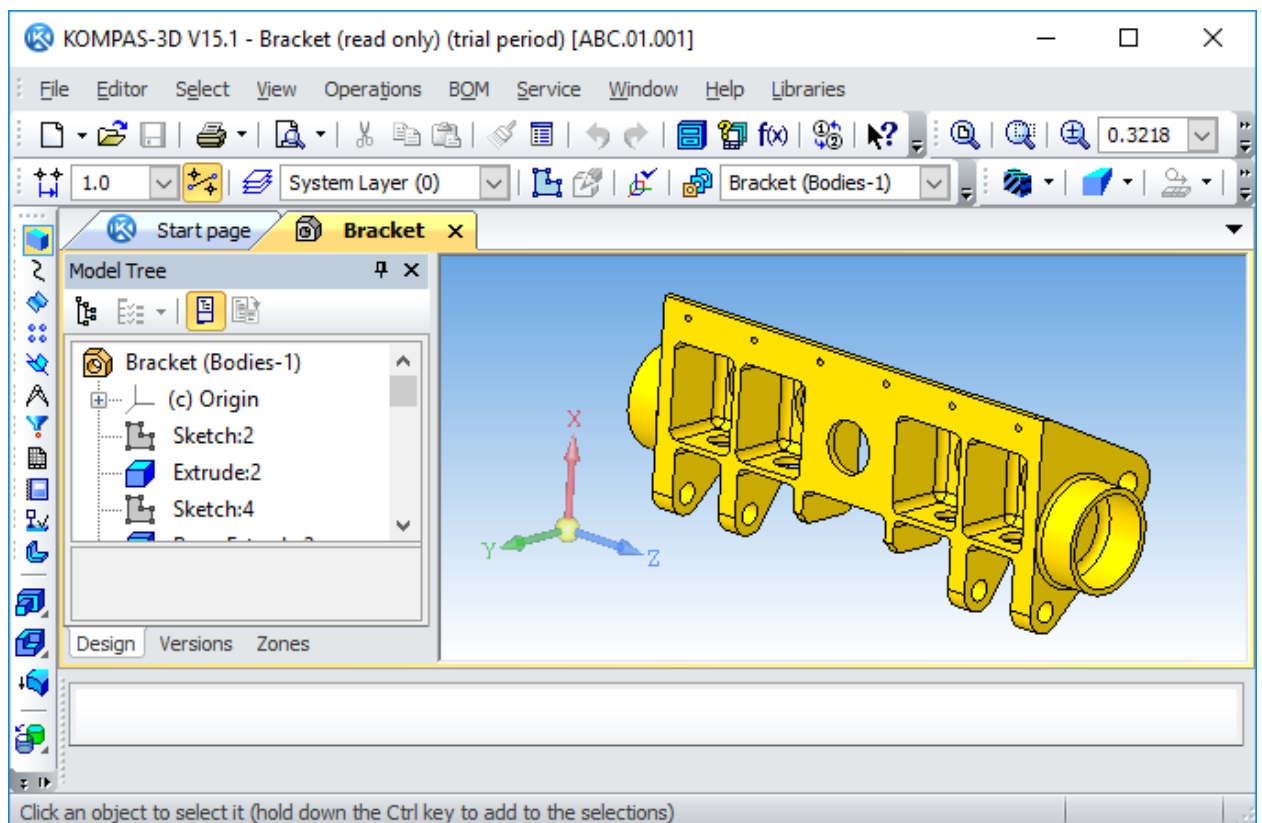 KOMPAS-3D V15.1 - Bracket (read only) (trial period) [ABC.01.001]
File Editor Select View Operations BOM Service Window Help Libraries
f(x) 0.3218
1.0 System Layer (0) Bracket (Bodies-1)
Start page Bracket
Model Tree
Bracket (Bodies-1)
(c) Origin
Sketch:2
Extrude:2
Sketch:4
X
Y
Z
Design Versions Zones
Click an object to select it (hold down the Ctrl key to add to the selections)